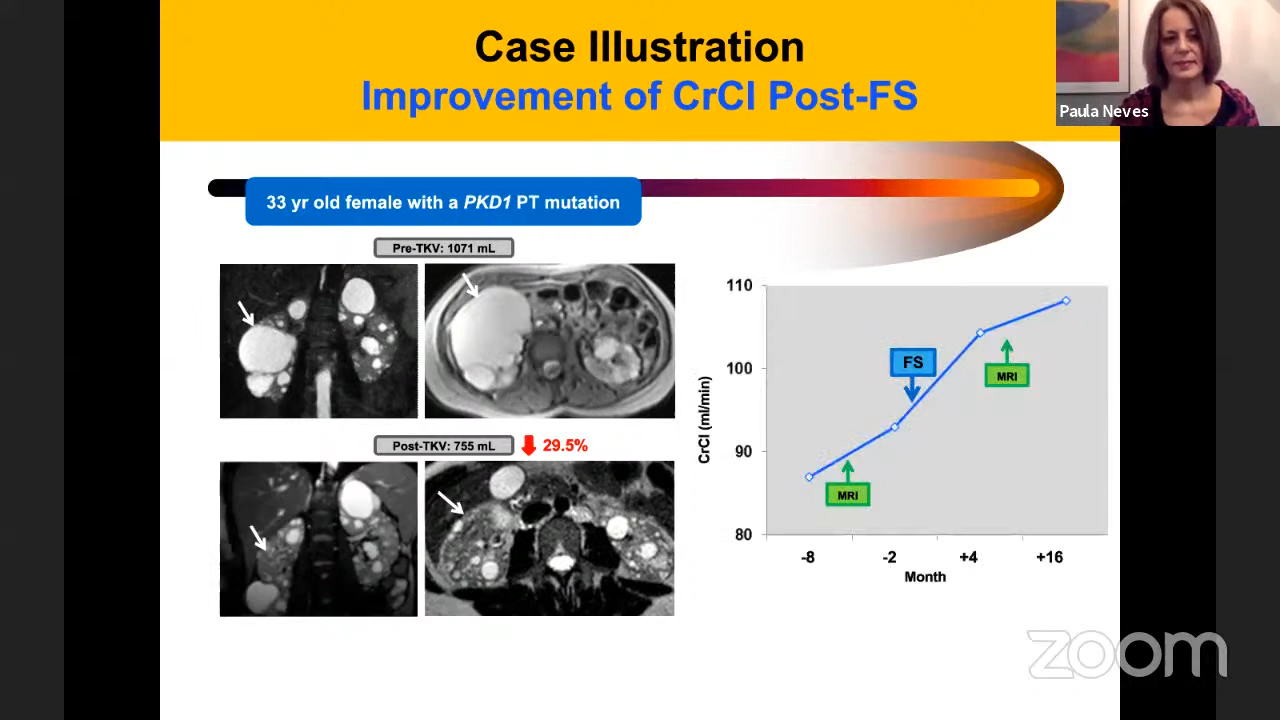 Case Illustration
Improvement of CrCl Post-FS
Paula Neves
33 yr old female with a PKD1 PT mutation
Pre-TKV: 1071 mL
Post-TKV: 755 mL
29.5%
110
100
90
80
CrCl (ml/min)
FS
MRI
MRI
-8
-2
+4
+16
Month
zoom